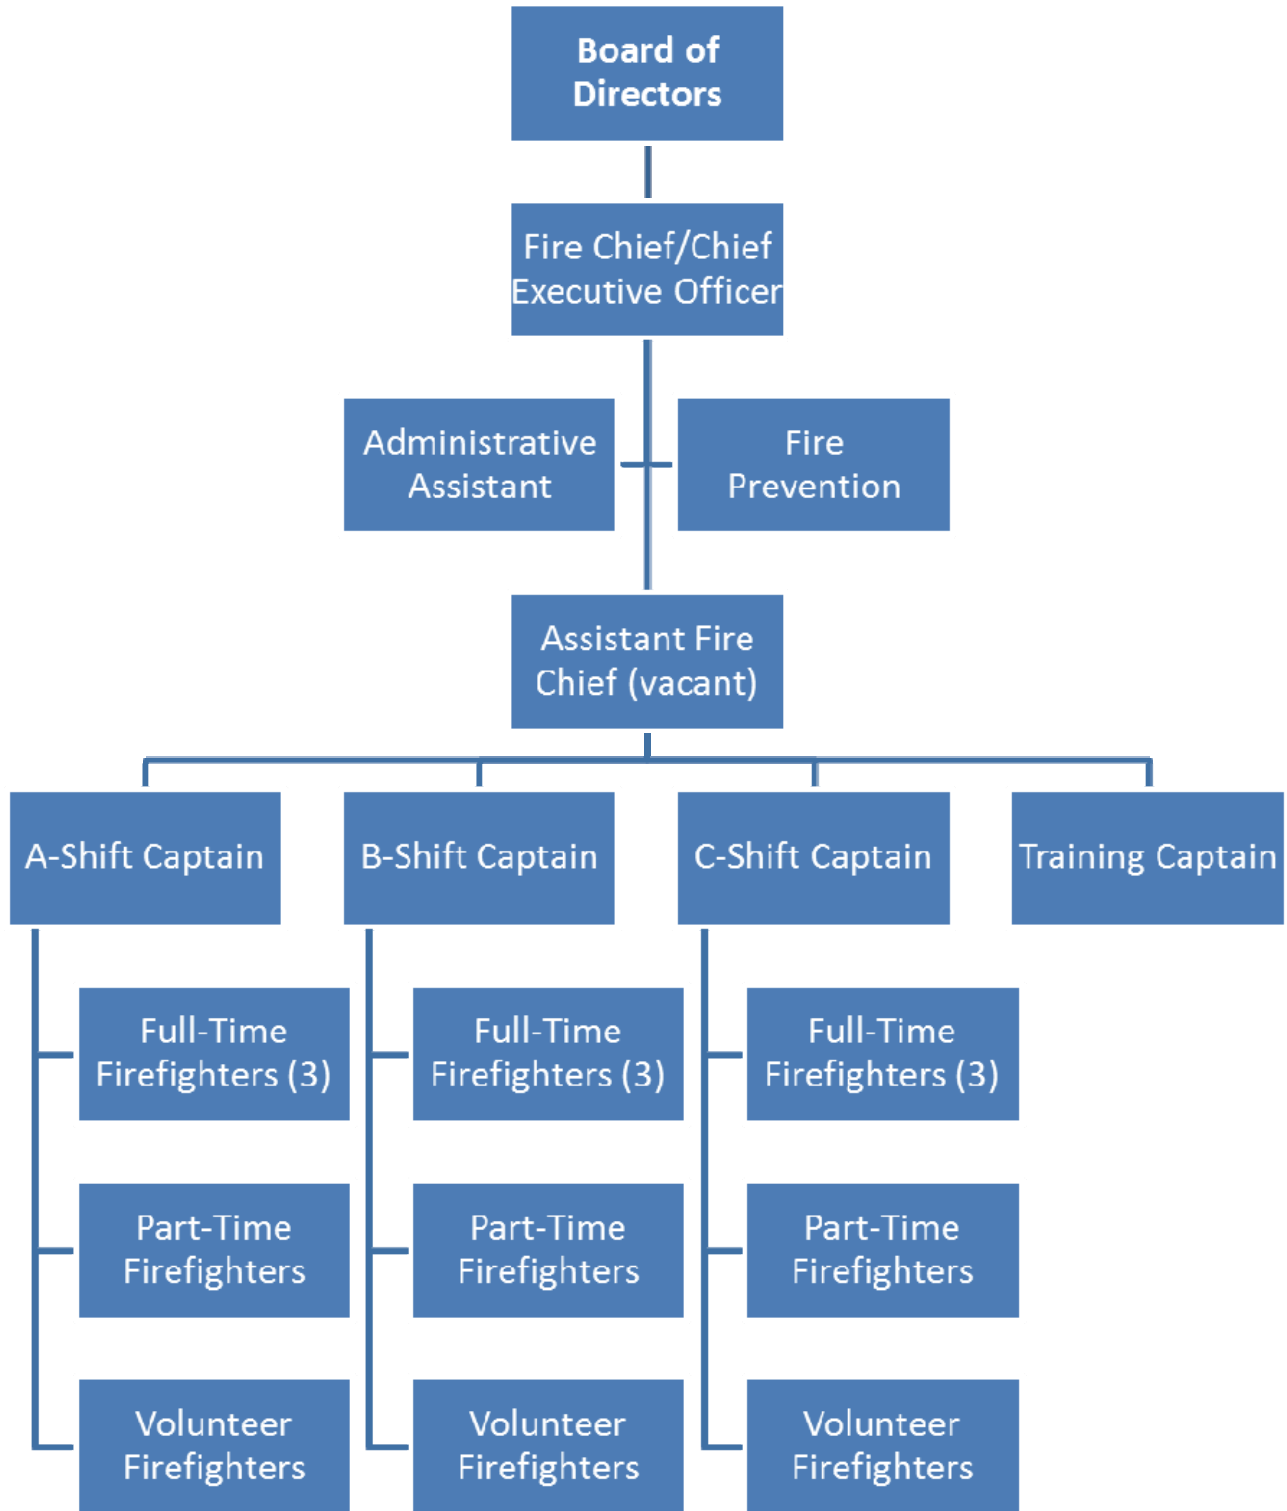 Board of
Directors
Fire Chief/Chief
Executive Officer
Administrative
Assistant
Fire
Prevention
Assistant Fire
Chief (vacant)
A-Shift Captain
B-Shift Captain
C-Shift Captain
Training Captain
Full-Time
Firefighters (3)
Full-Time
Firefighters (3)
Full-Time
Firefighters (3)
Part-Time
Firefighters
Part-Time
Firefighters
Part-Time
Firefighters
Volunteer
Firefighters
Volunteer
Firefighters
Volunteer
Firefighters